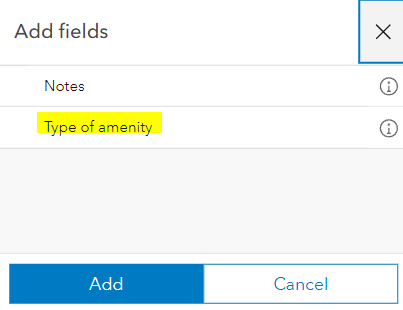 Add fields
Notes
Type of amenity
Add
Cancel